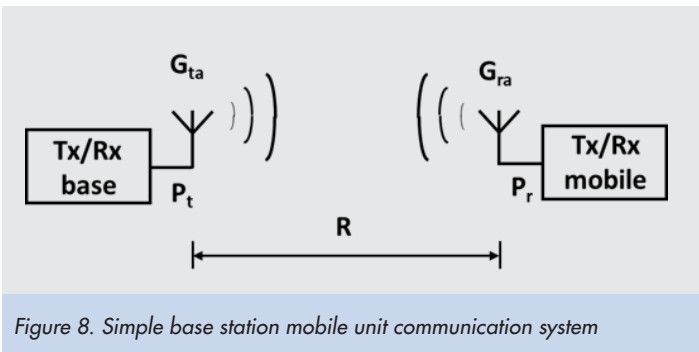 G_ta
G_ra
Tx/Rx
base
P_t
P_r
Tx/Rx
mobile
R
Figure 8. Simple base station mobile unit communication system